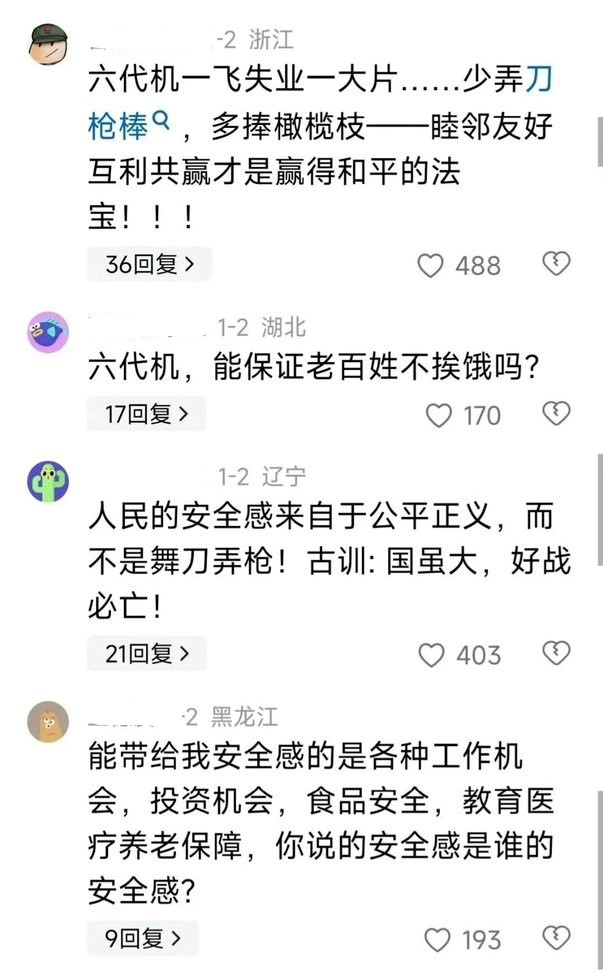 -2 浙江
六代机一飞失业一大片……少弄刀
枪棒，多捧橄榄枝——睦邻友好
互利共赢才是赢得和平的法
宝！！！
36回复 488
1-2 湖北
六代机，能保证老百姓不挨饿吗？
17回复 170
1-2 辽宁
人民的安全感来自于公平正义，而
不是舞刀弄枪！古训: 国虽大，好战
必亡！
21回复 403
-2 黑龙江
能带给我安全感的是各种工作机
会，投资机会，食品安全，教育医
疗养老保障，你说的安全感是谁的
安全感？
9回复 193